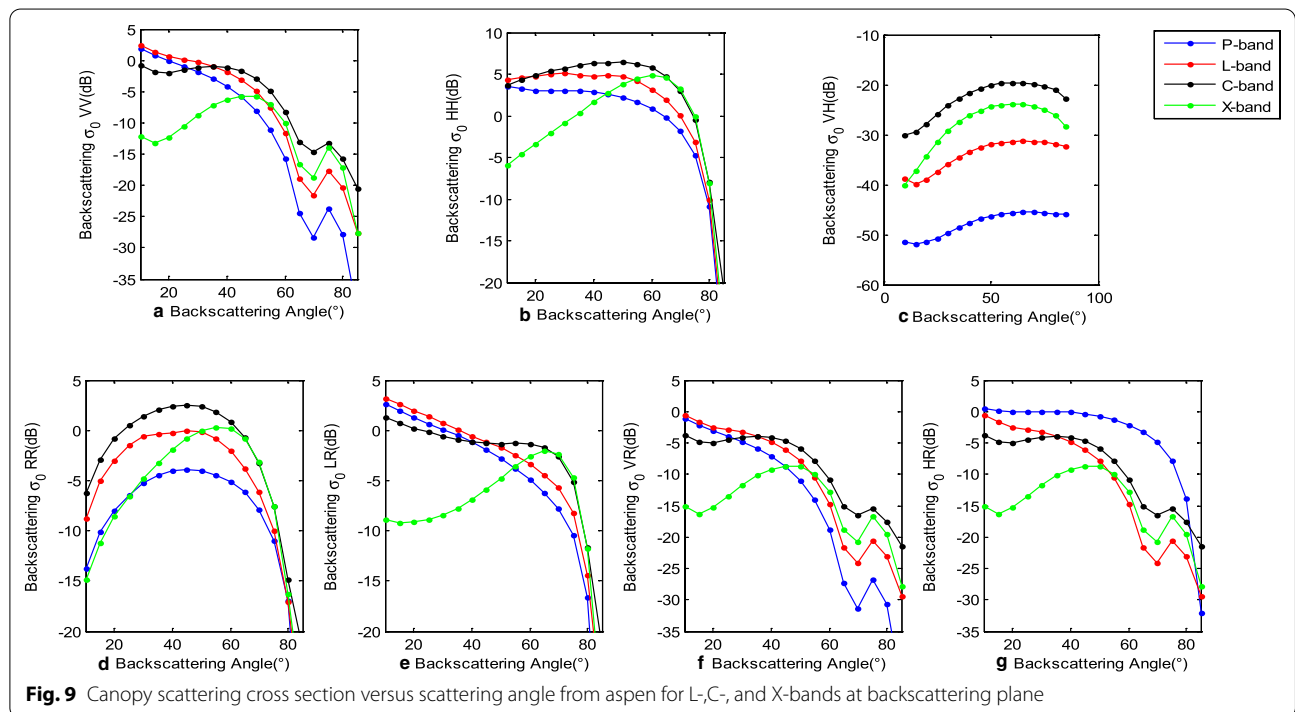 5
0
-5
-10
-15
-20
-25
-30
-35
20 40 60 80
Backscattering σ0 VV(dB)
a Backscattering Angle(°)
10
5
0
5
10
15
-20
20 40 60 80
Backscattering σ0 HH(dB)
b Backscattering Angle(°)
-10
-20
-30
-40
-50
-60
0 50 100
Backscattering σ0 VH(dB)
c Backscattering Angle(°)
P-band
L-band
C-band
X-band
5
0
-5
-10
-15
-20
20 40 60 80
Backscattering σ0 RR(dB)
d Backscattering Angle(°)
5
0
-5
-10
-15
-20
20 40 60 80
Backscattering σ0 LR(dB)
e Backscattering Angle(°)
5
0
-5
-10
-15
-20
-25
-30
-35
20 40 60 80
Backscattering σ0 VR(dB)
f Backscattering Angle(°)
5
0
-5
-10
-15
-20
-25
-30
-35
20 40 60 80
Backscattering σ0 HR(dB)
g Backscattering Angle(°)
Fig. 9 Canopy scattering cross section versus scattering angle from aspen for L-,C-, and X-bands at backscattering plane